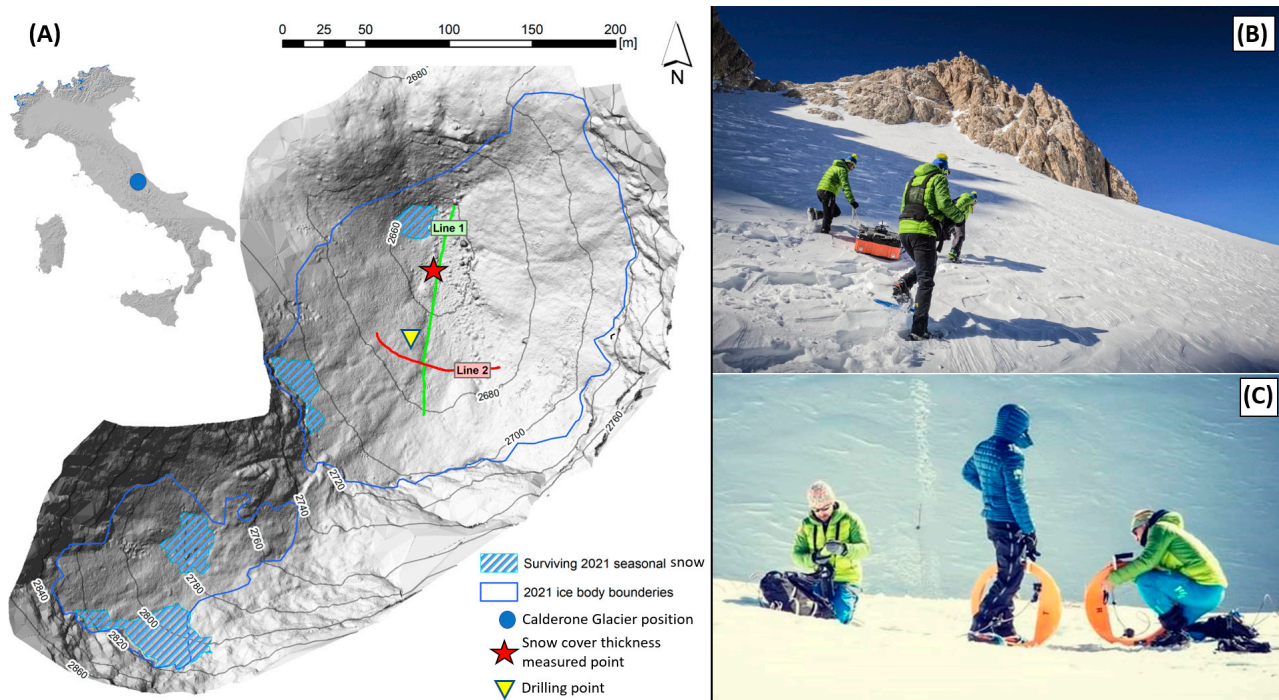 (A)
0 25 50 100 150 200
[m]
N
2680
2660
Line 1
Line 2
2680
2700
2760
2720
2740
2760
2780
2800
2820
2840
2860
Surviving 2021 seasonal snow
2021 ice body bounderies
Calderone Glacier position
Snow cover thickness
measured point
Drilling point
(B)
(C)